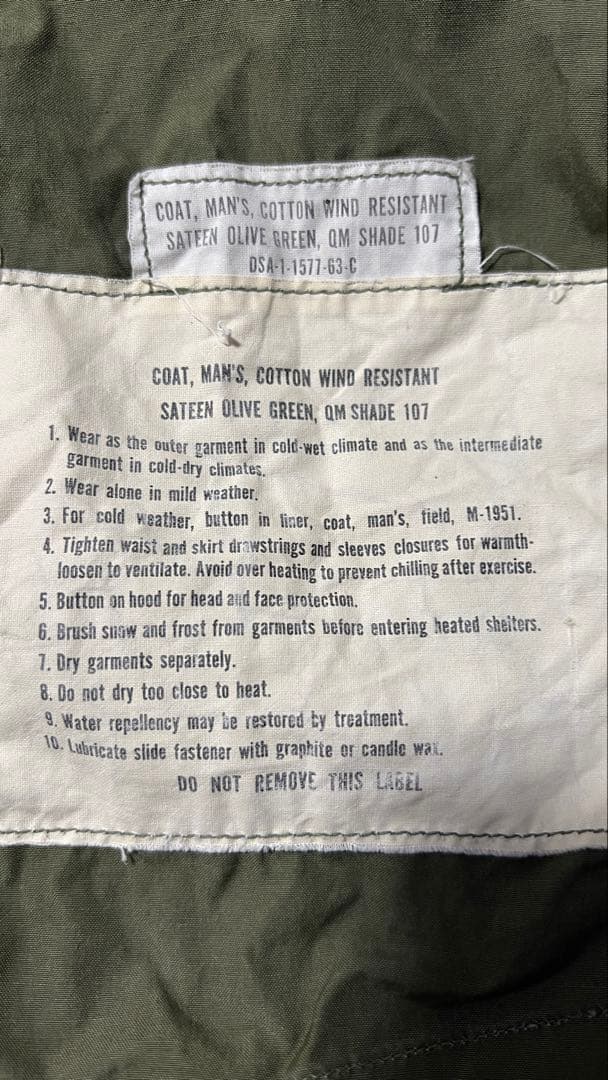 COAT, MAN'S, COTTON WIND RESISTANT
SATEEN OLIVE GREEN, QM SHADE 107
DSA-1-1577-63-C
COAT, MAN'S, COTTON WIND RESISTANT
SATEEN OLIVE GREEN, QM SHADE 107
1. Wear as the outer garment in cold-wet climate and as the intermediate
garment in cold-dry climates.
2. Wear alone in mild weather.
3. For cold weather, button in liner, coat, man's, field, M-1951.
4. Tighten waist and skirt drawstrings and sleeves closures for warmth-
loosen to ventilate. Avoid over heating to prevent chilling after exercise.
5. Button on hood for head and face protection.
6. Brush snow and frost from garments before entering heated shelters.
7. Dry garments separately.
8. Do not dry too close to heat.
9. Water repellency may be restored by treatment.
10. Lubricate slide fastener with graphite or candle wax.
DO NOT REMOVE THIS LABEL